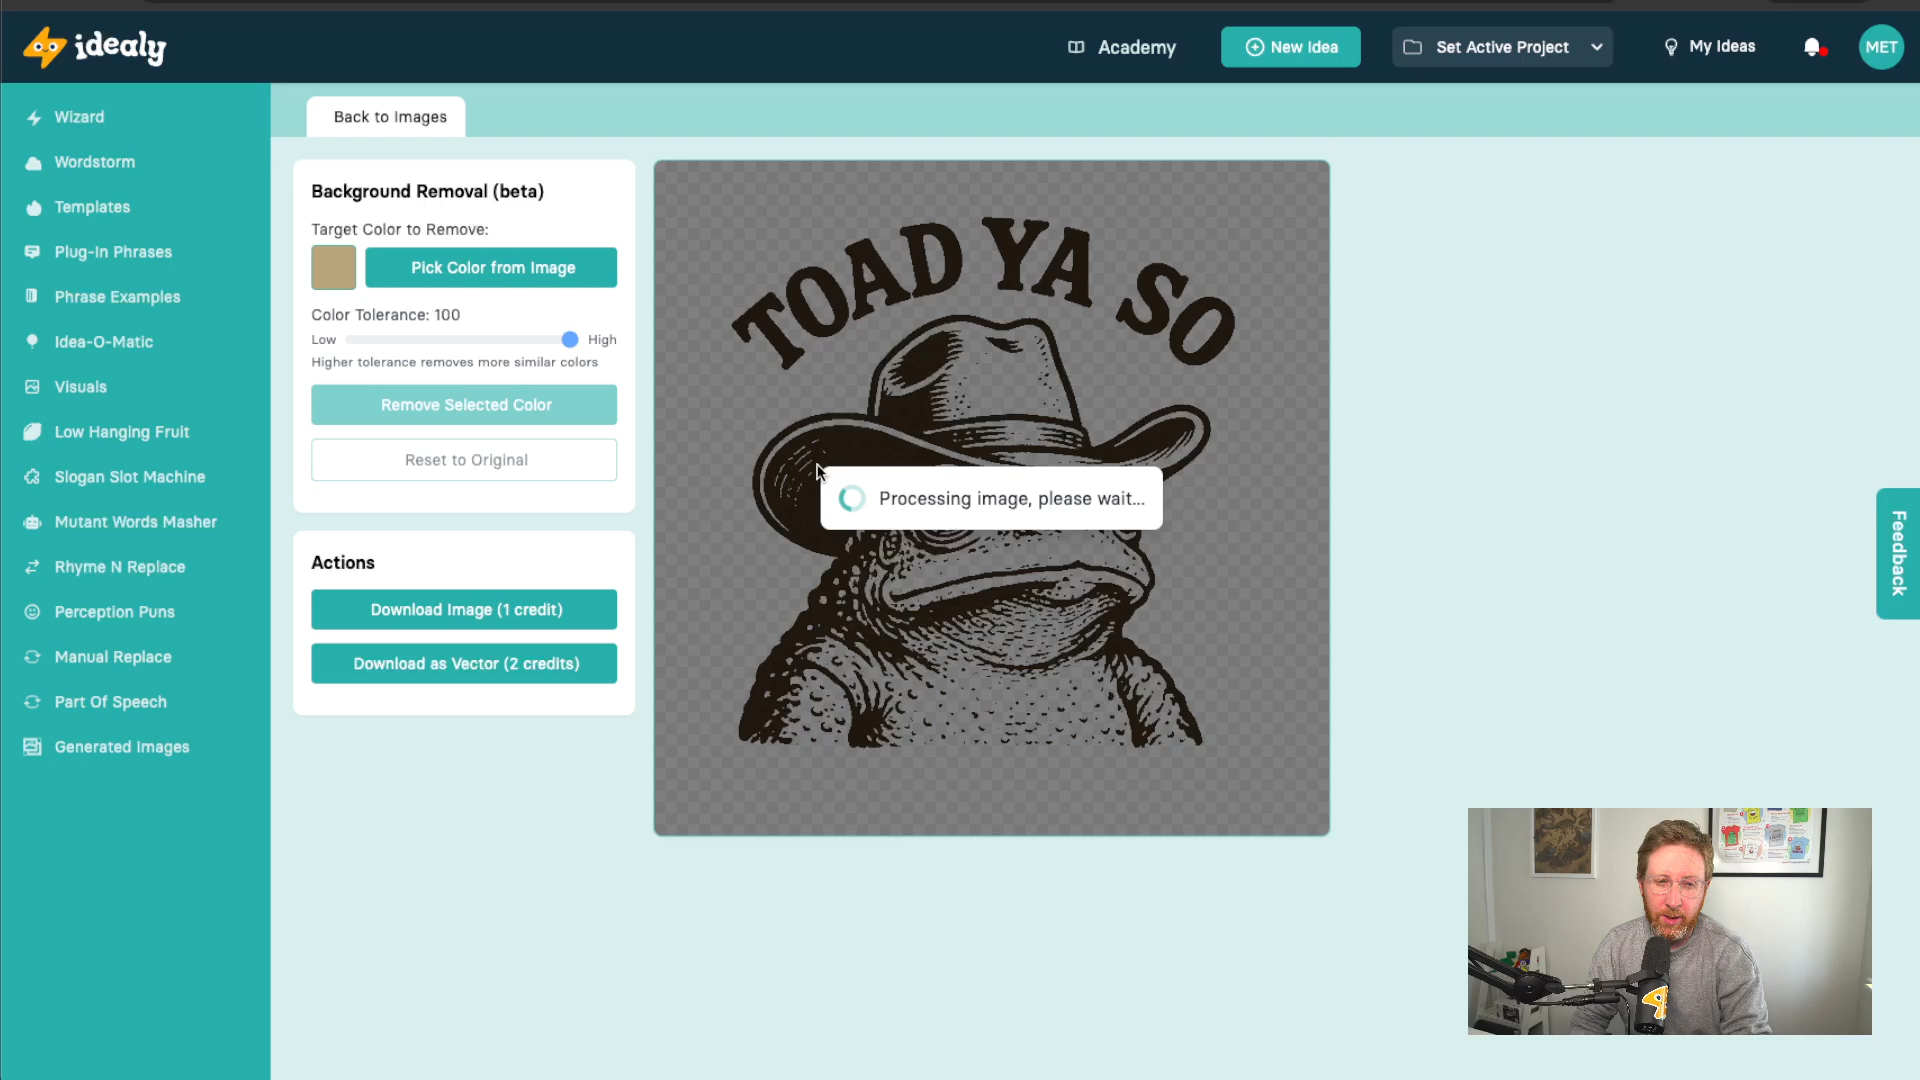 idealy
Academy
New Idea
Set Active Project
My Ideas
MET
Wizard
Wordstorm
Templates
Plug-In Phrases
Phrase Examples
Idea-O-Matic
Visuals
Low Hanging Fruit
Slogan Slot Machine
Mutant Words Masher
Rhyme N Replace
Perception Puns
Manual Replace
Part Of Speech
Generated Images
Back to Images
Background Removal (beta)
Target Color to Remove:
Pick Color from Image
Color Tolerance: 100
Low
High
Higher tolerance removes more similar colors
Remove Selected Color
Reset to Original
Actions
Download Image (1 credit)
Download as Vector (2 credits)
TOAD YA SO
Processing image, please wait...
Feedback